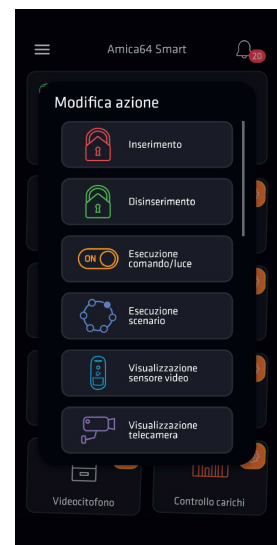 Amica64 Smart
20
Modifica azione
Inserimento
Disinserimento
ON
Esecuzione
comando/luce
Esecuzione
scenario
Visualizzazione
sensore video
Visualizzazione
telecamera
Videocitofono
Controllo carichi